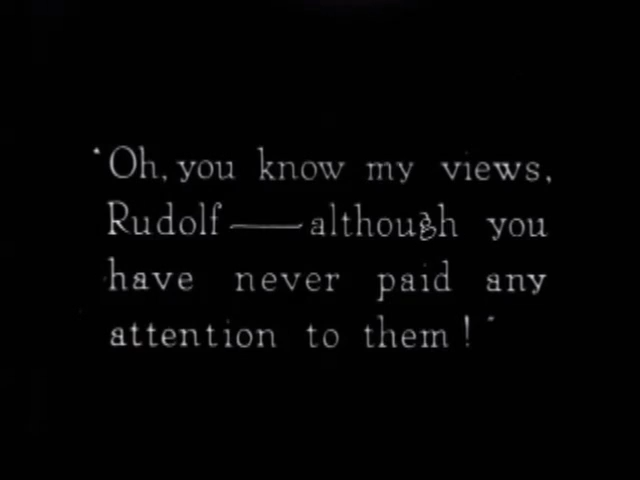 "Oh, you know my views,
Rudolf — although you
have never paid any
attention to them!"